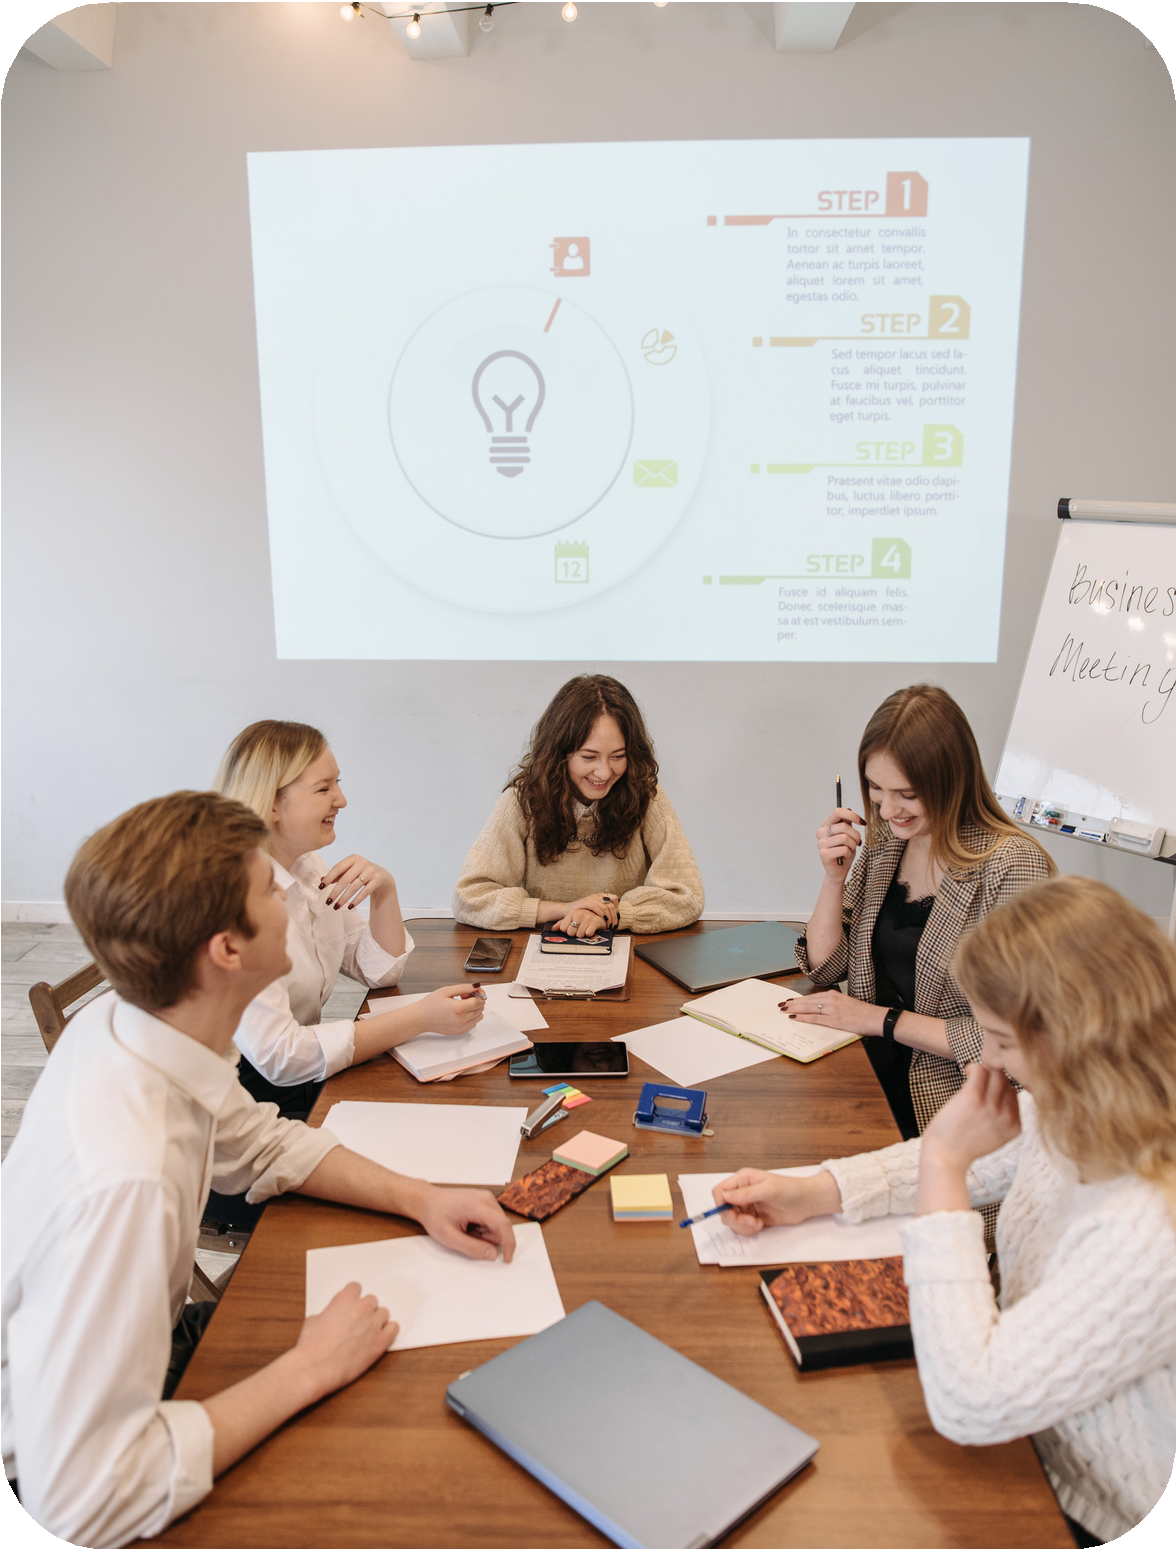 STEP 1
In consectetur convallis
tortor sit amet tempor.
Aenean ac turpis laoreet,
aliquet lorem sit amet,
egestas odio.
STEP 2
Sed tempor lacus sed la-
cus aliquet tincidunt.
Fusce mi turpis, pulvinar
at faucibus vel, porttitor
eget turpis.
STEP 3
Praesent vitae odio dapi-
bus, luctus libero portti-
tor, imperdiet ipsum.
STEP 4
Fusce id aliquam felis.
Donec scelerisque mas-
sa at est vestibulum sem-
per.
12
Busines
Meeting